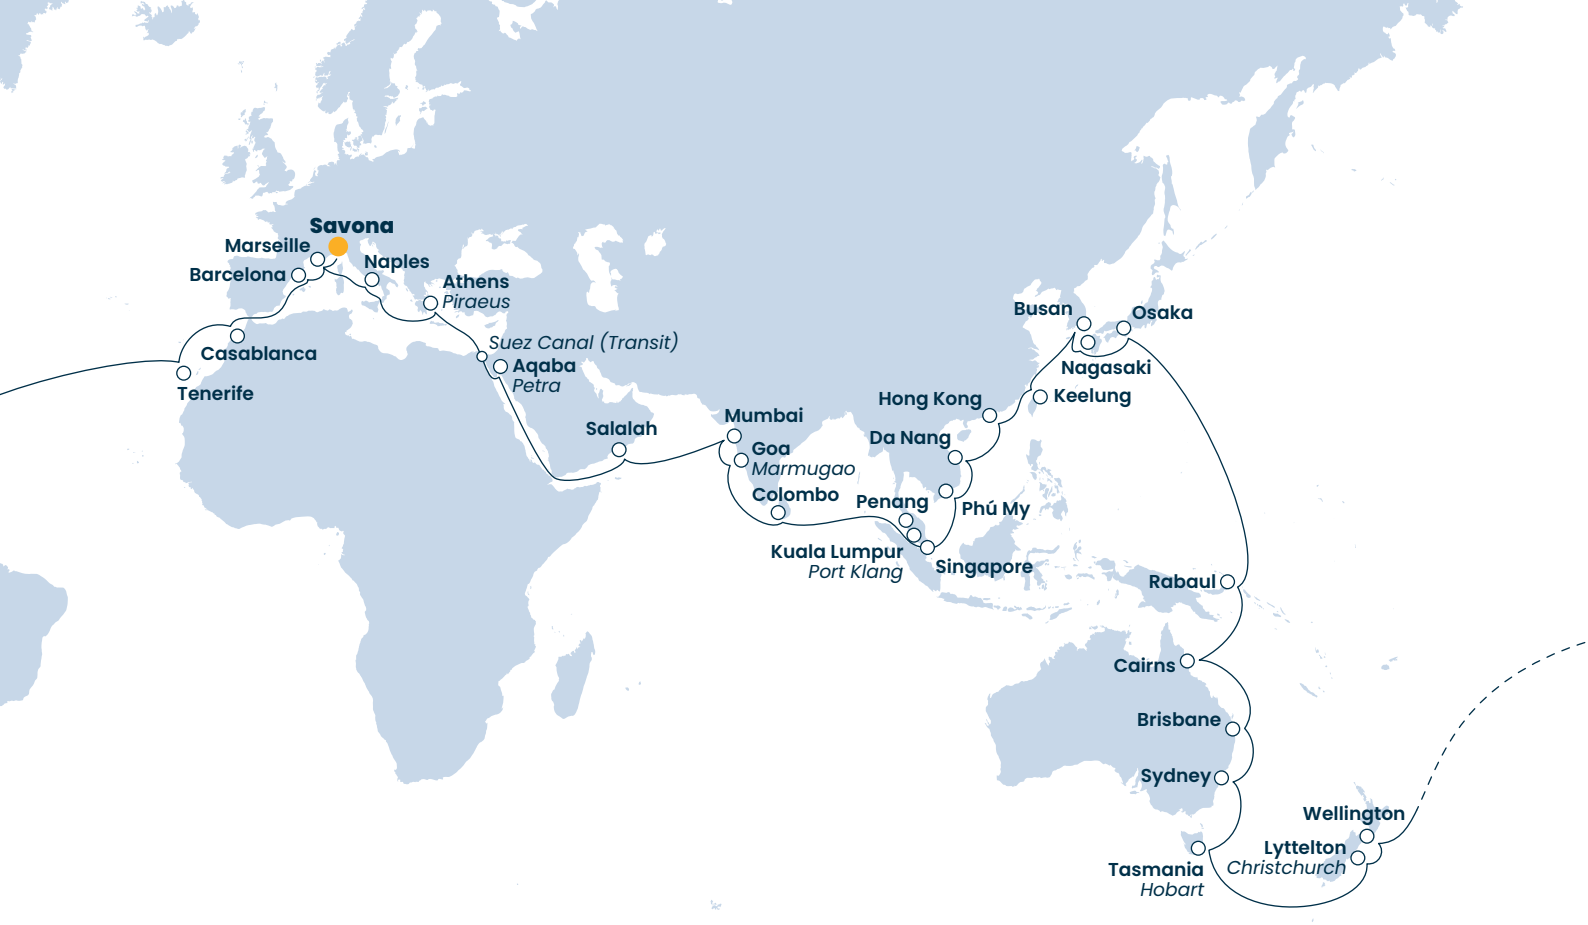 Savona
Marseille
Barcelona
Naples
Athens
Piraeus
Casablanca
Tenerife
Suez Canal (Transit)
Aqaba
Petra
Salalah
Mumbai
Goa
Marmugao
Colombo
Penang
Kuala Lumpur
Port Klang
Singapore
Phú My
Da Nang
Hong Kong
Keelung
Busan
Nagasaki
Osaka
Rabaul
Cairns
Brisbane
Sydney
Tasmania
Hobart
Lyttelton
Christchurch
Wellington